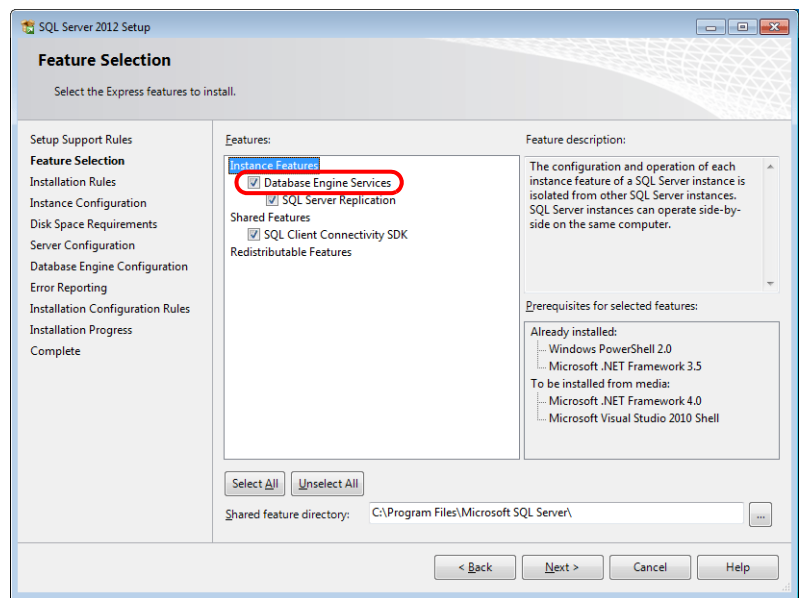 SQL Server 2012 Setup
Feature Selection
Select the Express features to install.
Setup Support Rules
Feature Selection
Installation Rules
Instance Configuration
Disk Space Requirements
Server Configuration
Database Engine Configuration
Error Reporting
Installation Configuration Rules
Installation Progress
Complete
Features:
Instance Features
Database Engine Services
SQL Server Replication
Shared Features
SQL Client Connectivity SDK
Redistributable Features
Feature description:
The configuration and operation of each
instance feature of a SQL Server instance is
isolated from other SQL Server instances.
SQL Server instances can operate side-by-
side on the same computer.
Prerequisites for selected features:
Already installed:
Windows PowerShell 2.0
Microsoft .NET Framework 3.5
To be installed from media:
Microsoft .NET Framework 4.0
Microsoft Visual Studio 2010 Shell
Select All
Unselect All
Shared feature directory:
C:\Program Files\Microsoft SQL Server\
...
< Back
Next >
Cancel
Help